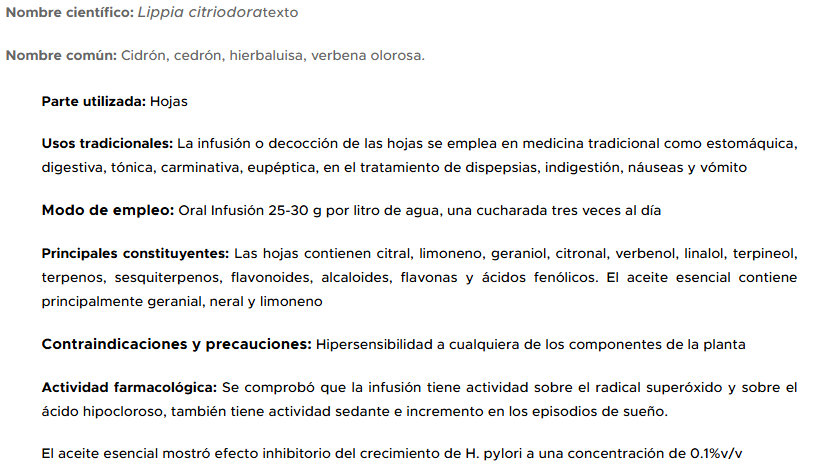 Nombre científico: Lippia citriodoratexto
Nombre común: Cidrón, cedrón, hierbaluisa, verbena olorosa.
Parte utilizada: Hojas
Usos tradicionales: La infusión o decocción de las hojas se emplea en medicina tradicional como estomáquica,
digestiva, tónica, carminativa, eupéptica, en el tratamiento de dispepsias, indigestión, náuseas y vómito
Modo de empleo: Oral Infusión 25-30 g por litro de agua, una cucharada tres veces al día
Principales constituyentes: Las hojas contienen citral, limoneno, geraniol, citronal, verbenol, linalol, terpineol,
terpenos, sesquiterpenos, flavonoides, alcaloides, flavonas y ácidos fenólicos. El aceite esencial contiene
principalmente geranial, neral y limoneno
Contraindicaciones y precauciones: Hipersensibilidad a cualquiera de los componentes de la planta
Actividad farmacológica: Se comprobó que la infusión tiene actividad sobre el radical superóxido y sobre el
ácido hipocloroso, también tiene actividad sedante e incremento en los episodios de sueño.
El aceite esencial mostró efecto inhibitorio del crecimiento de H. pylori a una concentración de 0.1%v/v